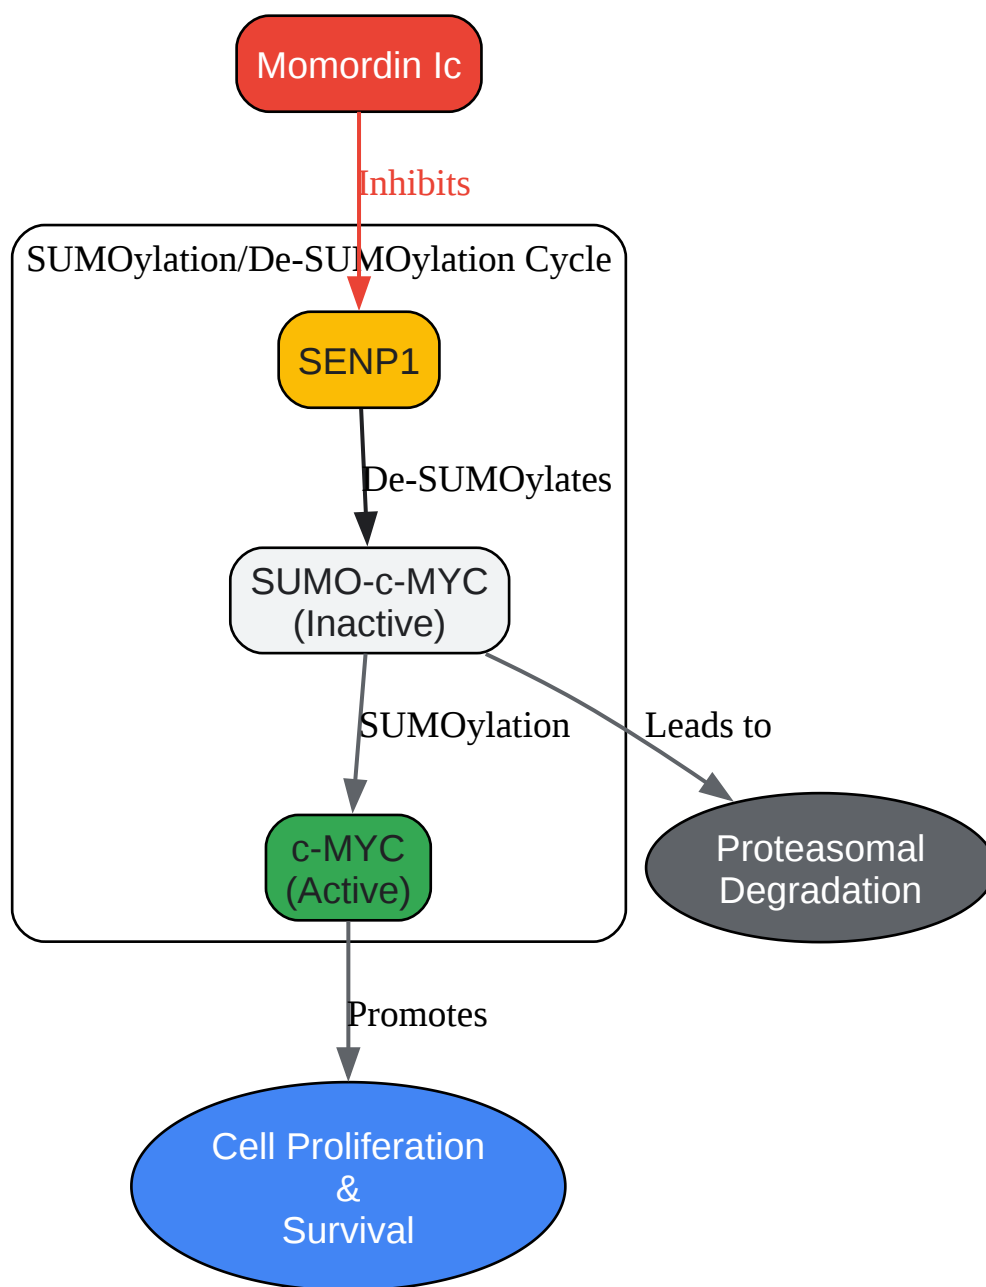 Momordin Ic
Inhibits
SUMOylation/De-SUMOylation Cycle
SENP1
De-SUMOylates
SUMO-c-MYC
(Inactive)
SUMOylation
Leads to
c-MYC
(Active)
Proteasomal
Degradation
Promotes
Cell Proliferation
&
Survival